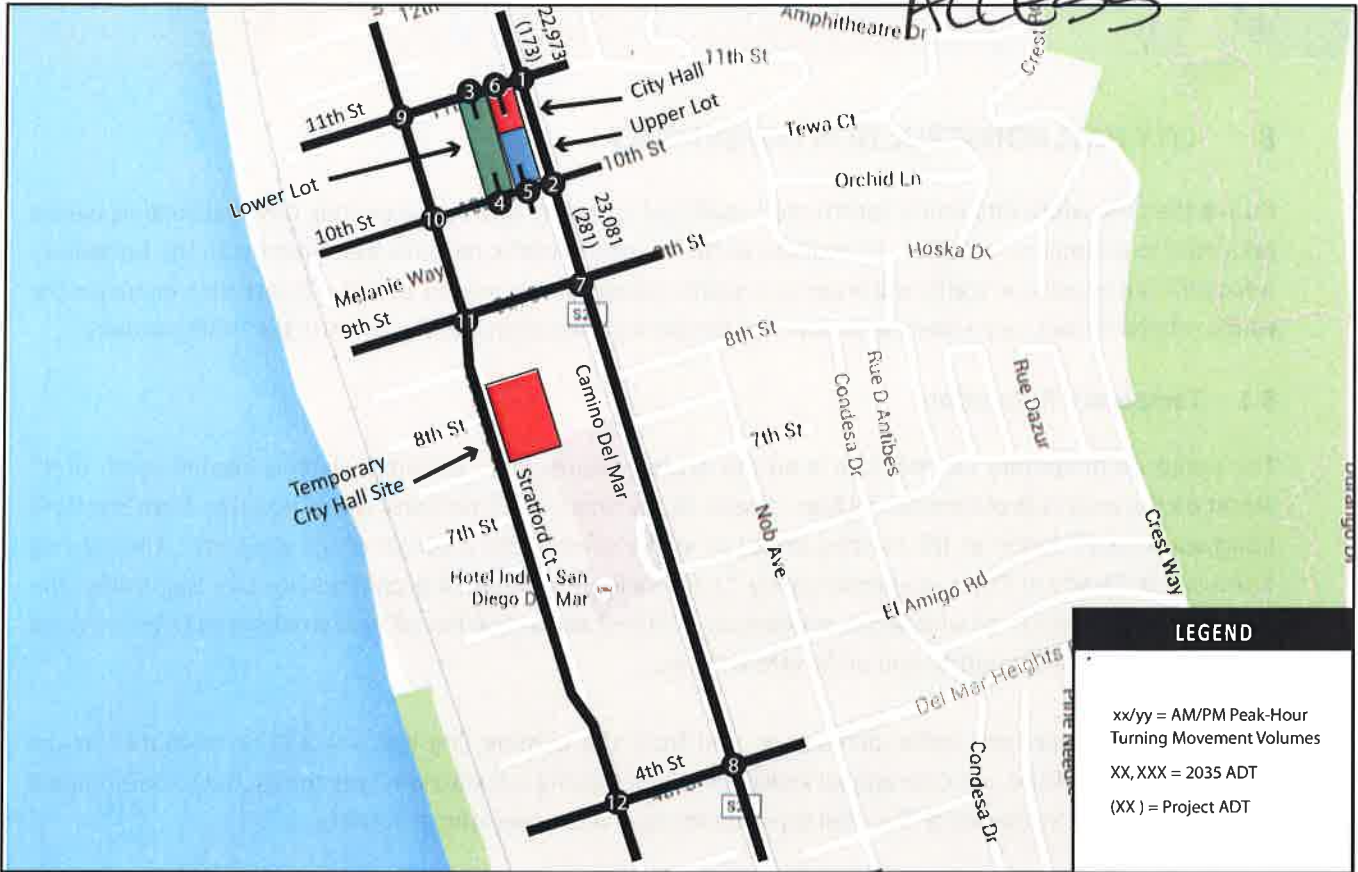 ACCESS
12th
22,973
(173)
Amphitheatre Dr
11th St
City Hall
Upper Lot
3
6
1
9
11th St
Tewa Ct
10th St
Orchid Ln
Lower Lot
4
5
2
10
10th St
23,081
(281)
Hoska Dr
Melanie Way
7
9th St
11
8th St
Camino Del Mar
Rue D Antibes
Condesa Dr
Rue Dazur
8th St
7th St
Temporary
City Hall Site
Stratford Ct
7th St
Nob Ave
Crest Way
Durango Dr
Hotel Indigo San
Diego Del Mar
El Amigo Rd
Del Mar Heights
4th St
8
12
Condesa Dr
LEGEND
xx/yy = AM/PM Peak-Hour
Turning Movement Volumes
XX,XXX = 2035 ADT
(XX ) = Project ADT